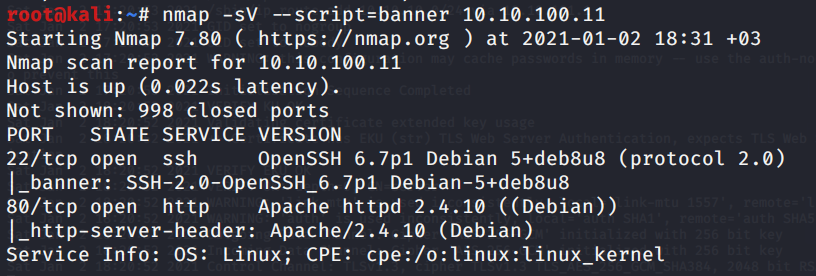 root@kali:~# nmap -sV --script=banner 10.10.100.11
Starting Nmap 7.80 ( https://nmap.org ) at 2021-01-02 18:31 +03
Nmap scan report for 10.10.100.11
Host is up (0.022s latency).
Not shown: 998 closed ports
PORT   STATE SERVICE VERSION
22/tcp open  ssh     OpenSSH 6.7p1 Debian 5+deb8u8 (protocol 2.0)
|_banner: SSH-2.0-OpenSSH_6.7p1 Debian-5+deb8u8
80/tcp open  http    Apache httpd 2.4.10 ((Debian))
|_http-server-header: Apache/2.4.10 (Debian)
Service Info: OS: Linux; CPE: cpe:/o:linux:linux_kernel